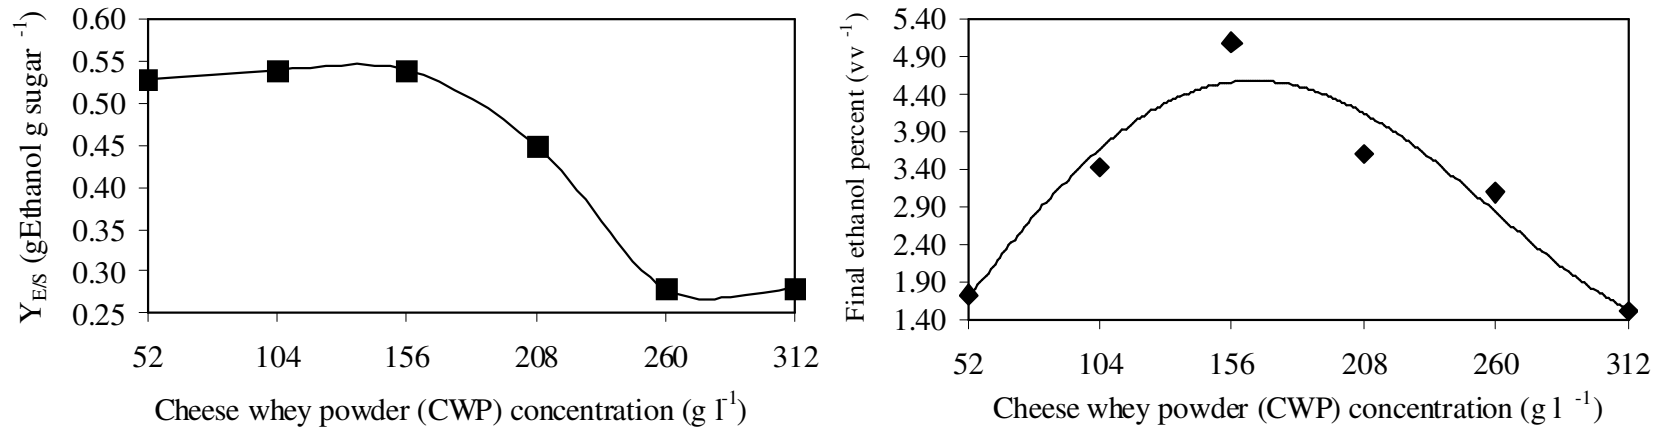 Y E/S (gEthanol g sugar -1)
0.60
0.55
0.50
0.45
0.40
0.35
0.30
0.25
52 104 156 208 260 312
Cheese whey powder (CWP) concentration (g l-1)
Final ethanol percent (vv -1)
5.40
4.90
4.40
3.90
3.40
2.90
2.40
1.90
1.40
52 104 156 208 260 312
Cheese whey powder (CWP) concentration (g l -1)